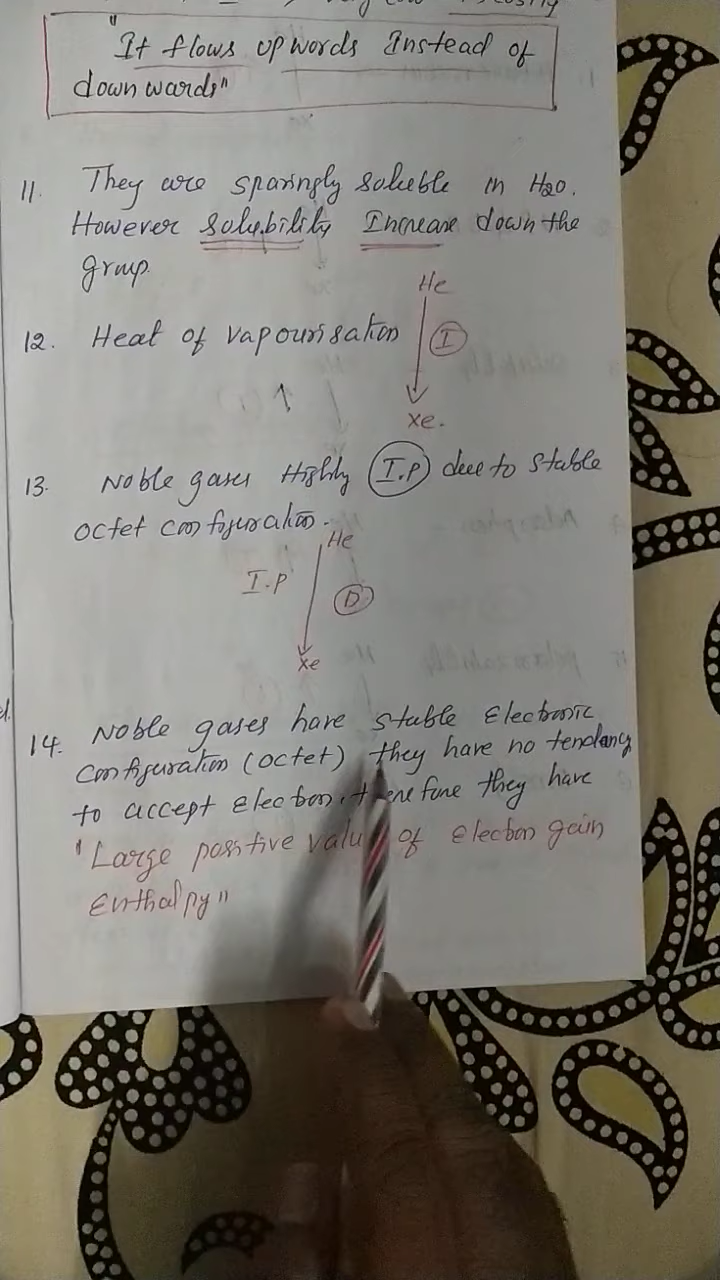 "It flows upwords Instead of
downwards"
11. They are sparingly soluble in H2O.
However solubility Increase down the
group.
He
12. Heat of vapourisation I
↑
Xe.
13. Noble gases Highly I.P due to stable
octet configuration.
He
I.P D
Xe
14. Noble gases have stable Electronic
Configuration (octet) they have no tendency
to accept electron. therefore they have
"Large positive value of electron gain
Enthalpy"